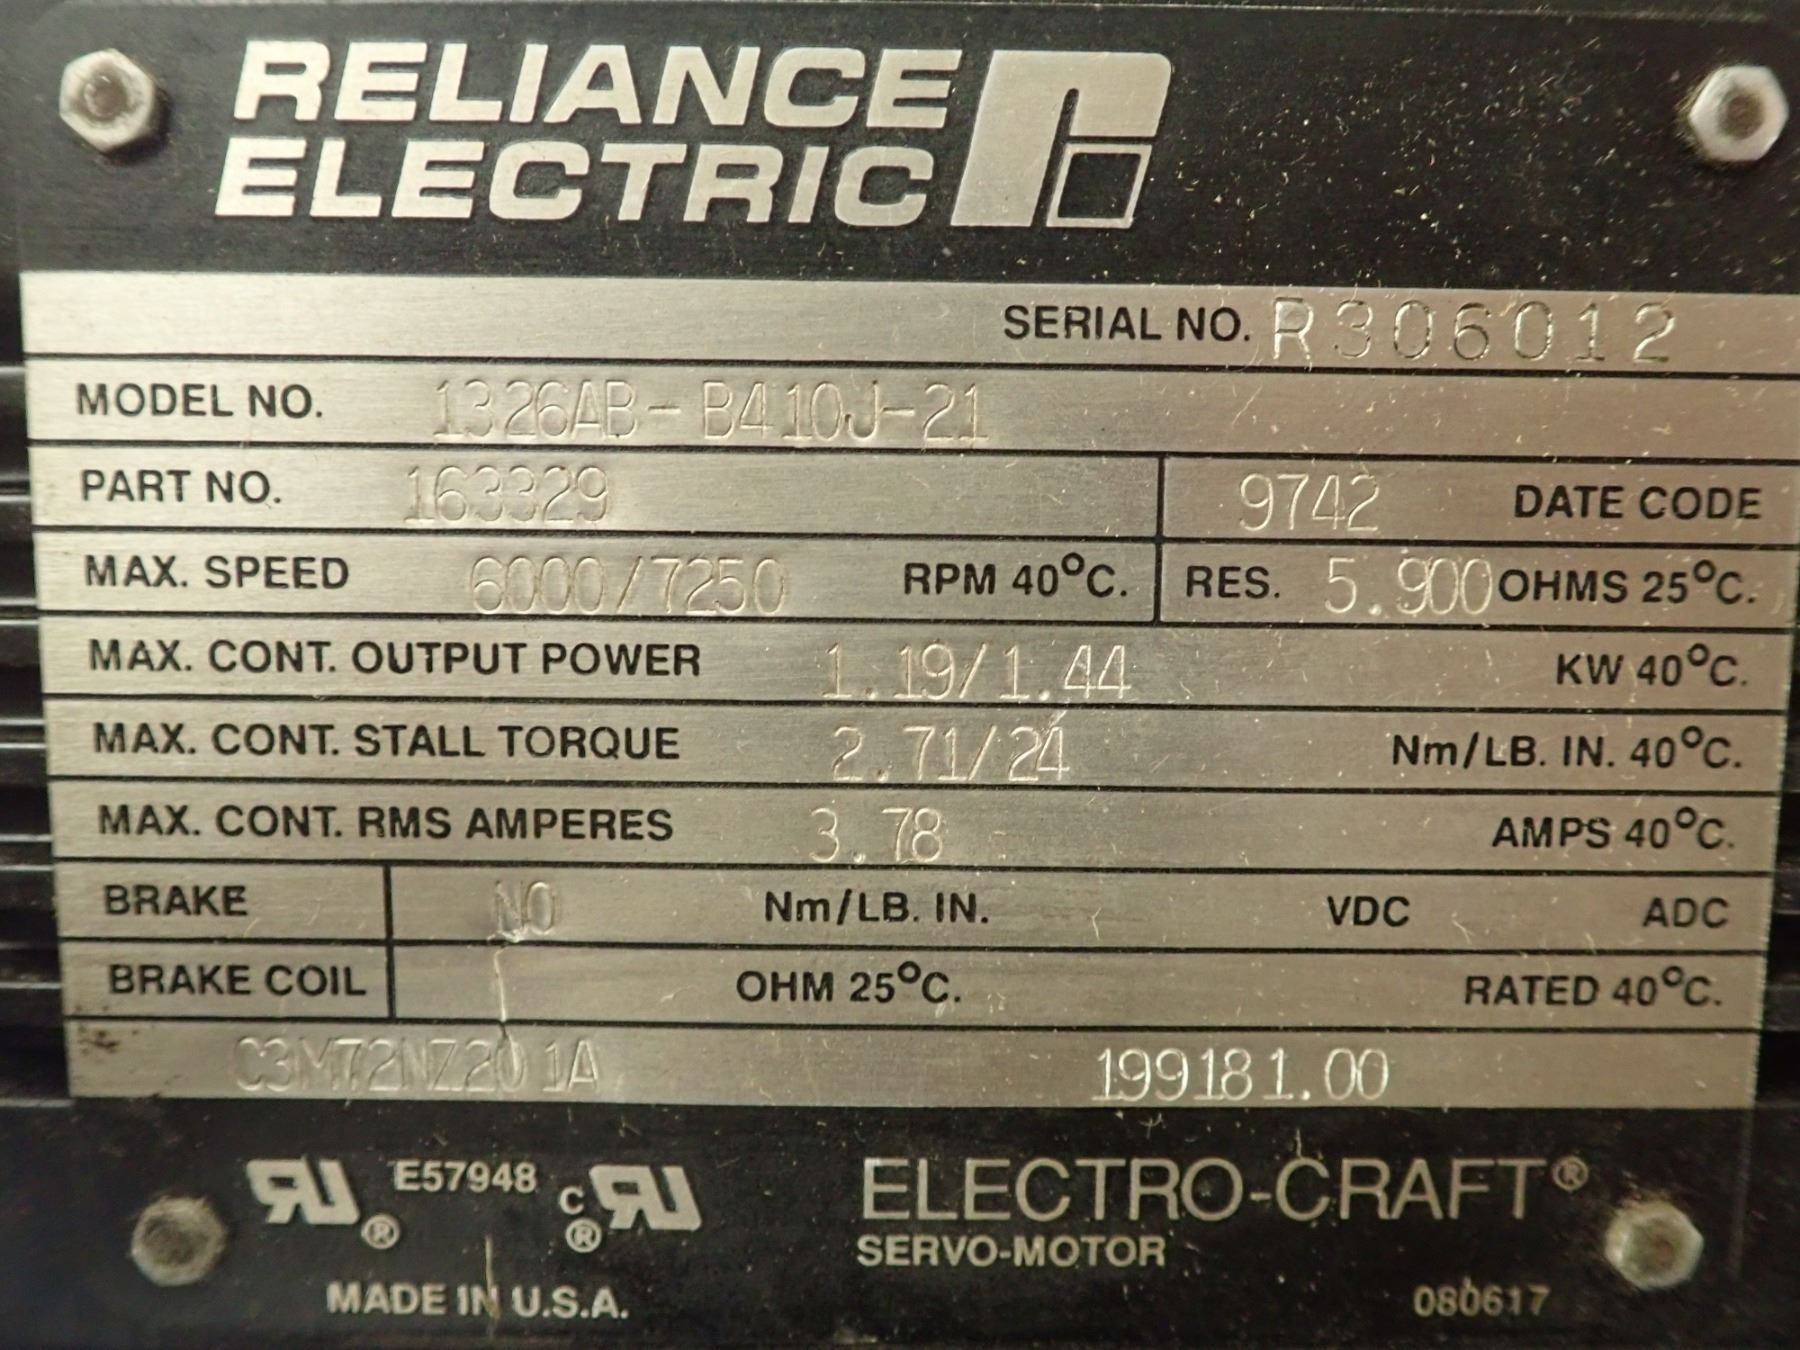 RELIANCE
ELECTRIC
SERIAL NO. R306012
MODEL NO. 1326AB-B410J-21
PART NO. 163329 9742 DATE CODE
MAX. SPEED 6000/7250 RPM 40°C. RES. 5.900 OHMS 25°C.
MAX. CONT. OUTPUT POWER 1.19/1.44 KW 40°C.
MAX. CONT. STALL TORQUE 2.71/24 Nm/LB. IN. 40°C.
MAX. CONT. RMS AMPERES 3.78 AMPS 40°C.
BRAKE NO Nm/LB. IN. VDC ADC
BRAKE COIL OHM 25°C. RATED 40°C.
C3M72NZ201A 199181.00
RU® E57948 cRU® ELECTRO-CRAFT®
SERVO-MOTOR
MADE IN U.S.A. 080617